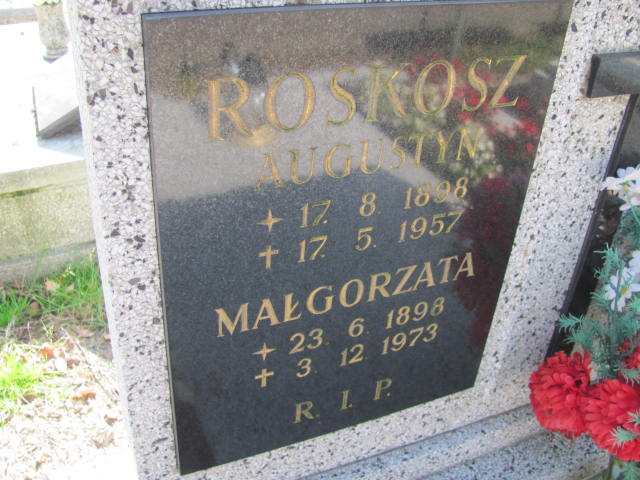 ROSKOSZ
AUGUSTYN
+ 17. 8. 1898
† 17. 5. 1957
MAŁGORZATA
+ 23. 6. 1898
† 3. 12. 1973
R. I. P.